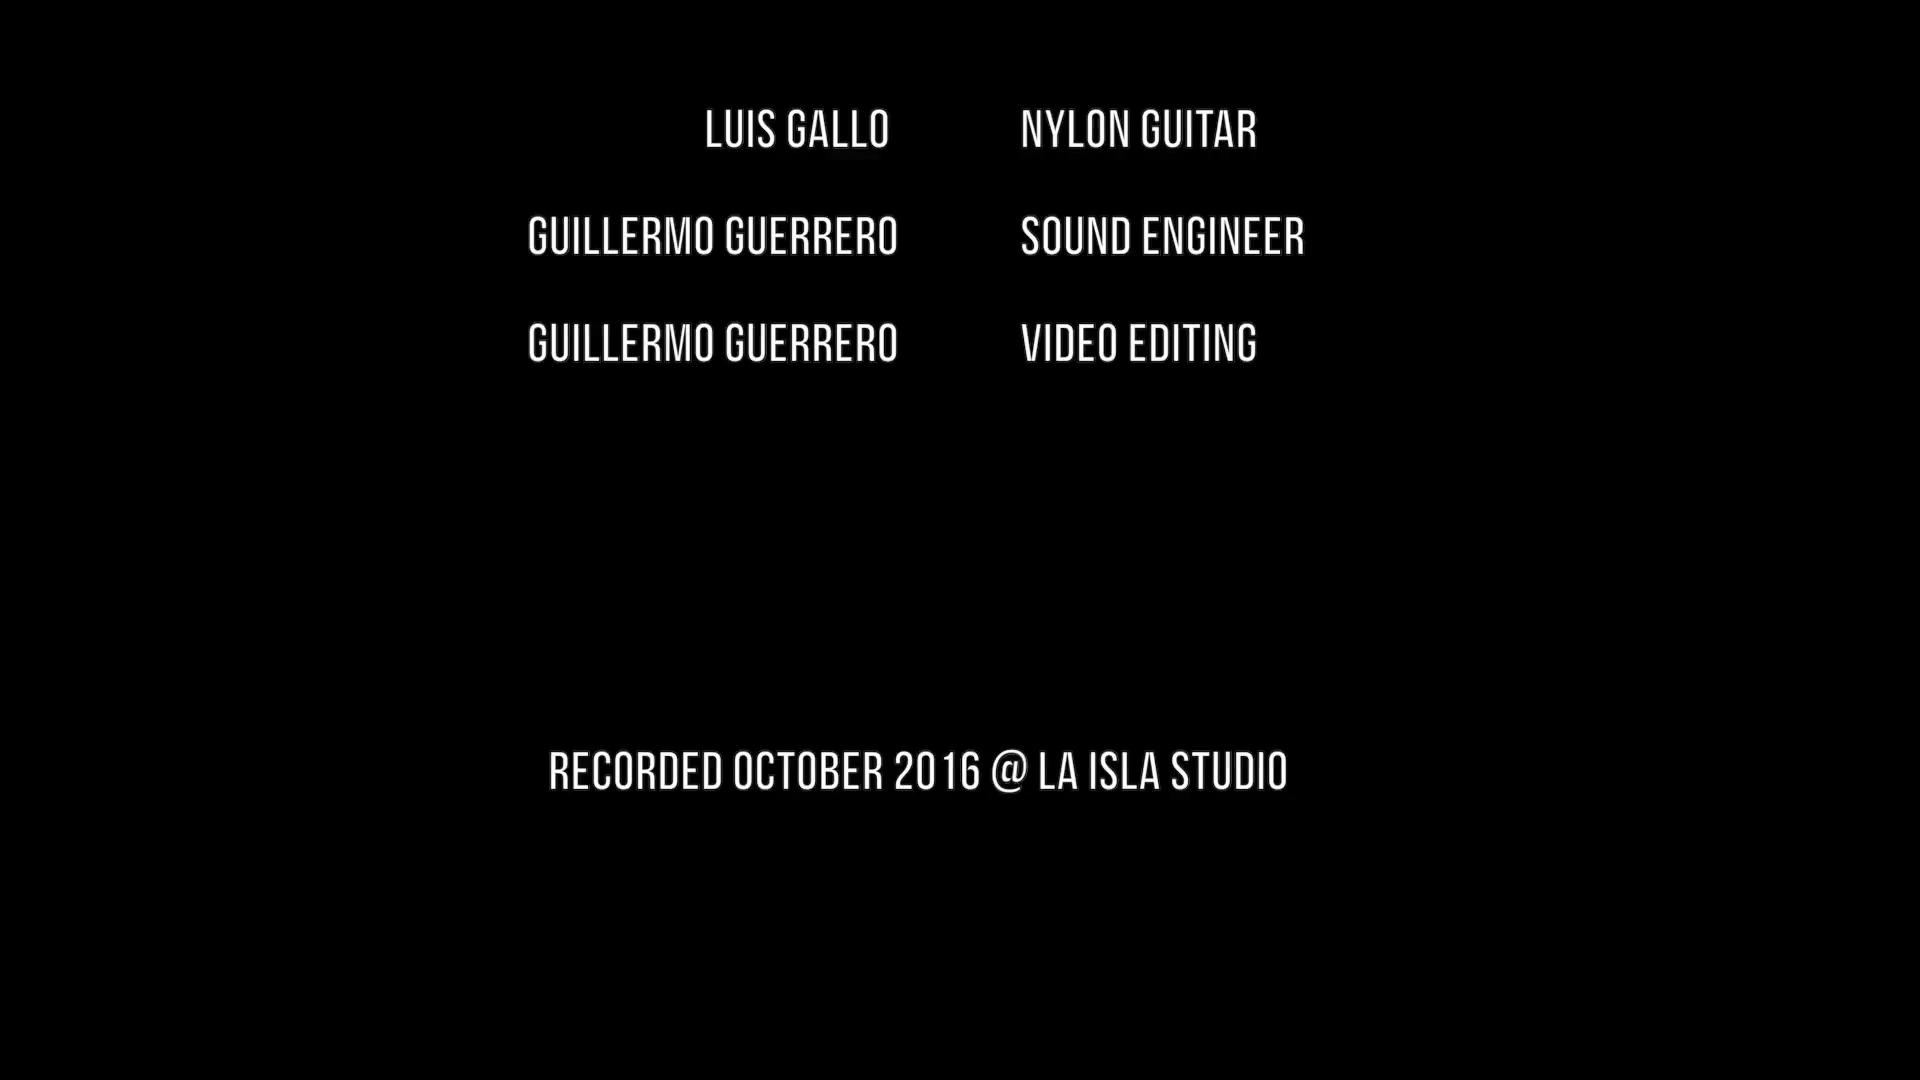 LUIS GALLO NYLON GUITAR
GUILLERMO GUERRERO SOUND ENGINEER
GUILLERMO GUERRERO VIDEO EDITING
RECORDED OCTOBER 2016 @ LA ISLA STUDIO